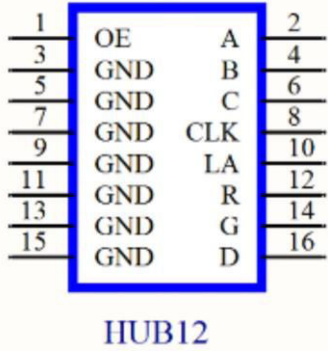 1 OE A 2
3 GND B 4
5 GND C 6
7 GND CLK 8
9 GND LA 10
11 GND R 12
13 GND G 14
15 GND D 16
HUB12